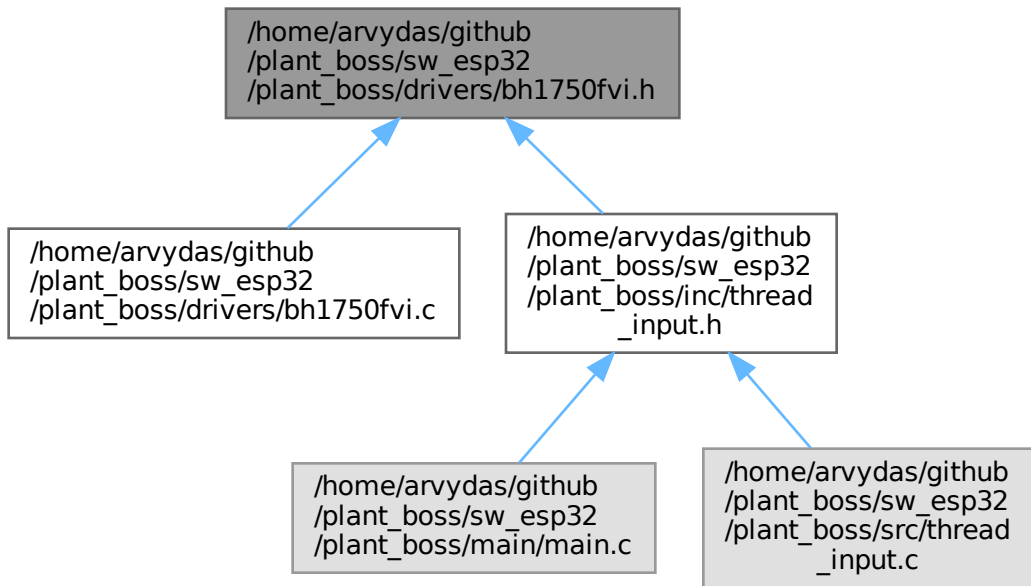 /home/arvydas/github
/plant_boss/sw_esp32
/plant_boss/drivers/bh1750fvi.h
/home/arvydas/github
/plant_boss/sw_esp32
/plant_boss/drivers/bh1750fvi.c
/home/arvydas/github
/plant_boss/sw_esp32
/plant_boss/inc/thread
_input.h
/home/arvydas/github
/plant_boss/sw_esp32
/plant_boss/main/main.c
/home/arvydas/github
/plant_boss/sw_esp32
/plant_boss/src/thread
_input.c